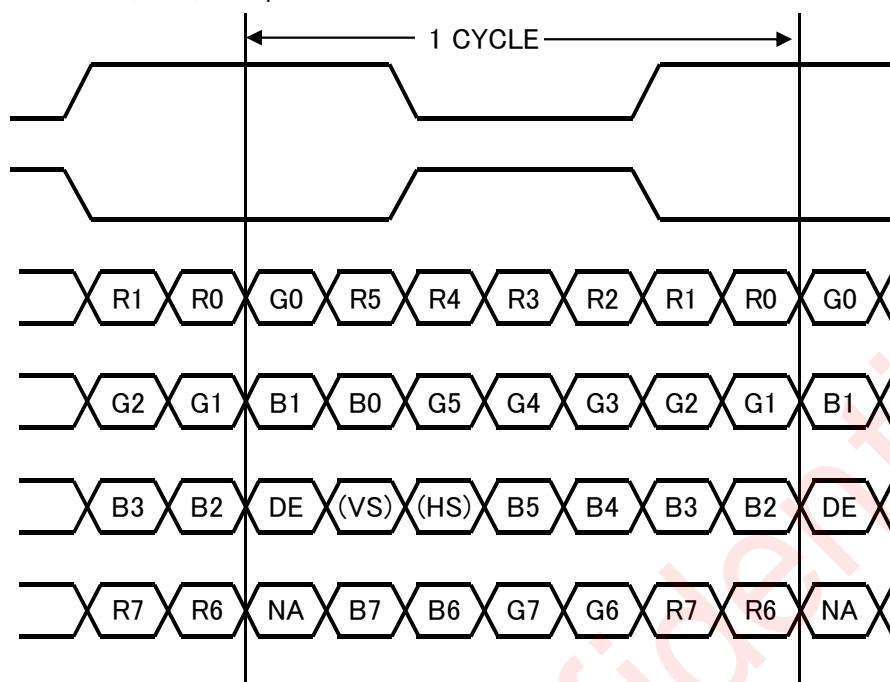 1 CYCLE
R1 R0 G0 R5 R4 R3 R2 R1 R0 G0
G2 G1 B1 B0 G5 G4 G3 G2 G1 B1
B3 B2 DE (VS) (HS) B5 B4 B3 B2 DE
R7 R6 NA B7 B6 G7 G6 R7 R6 NA